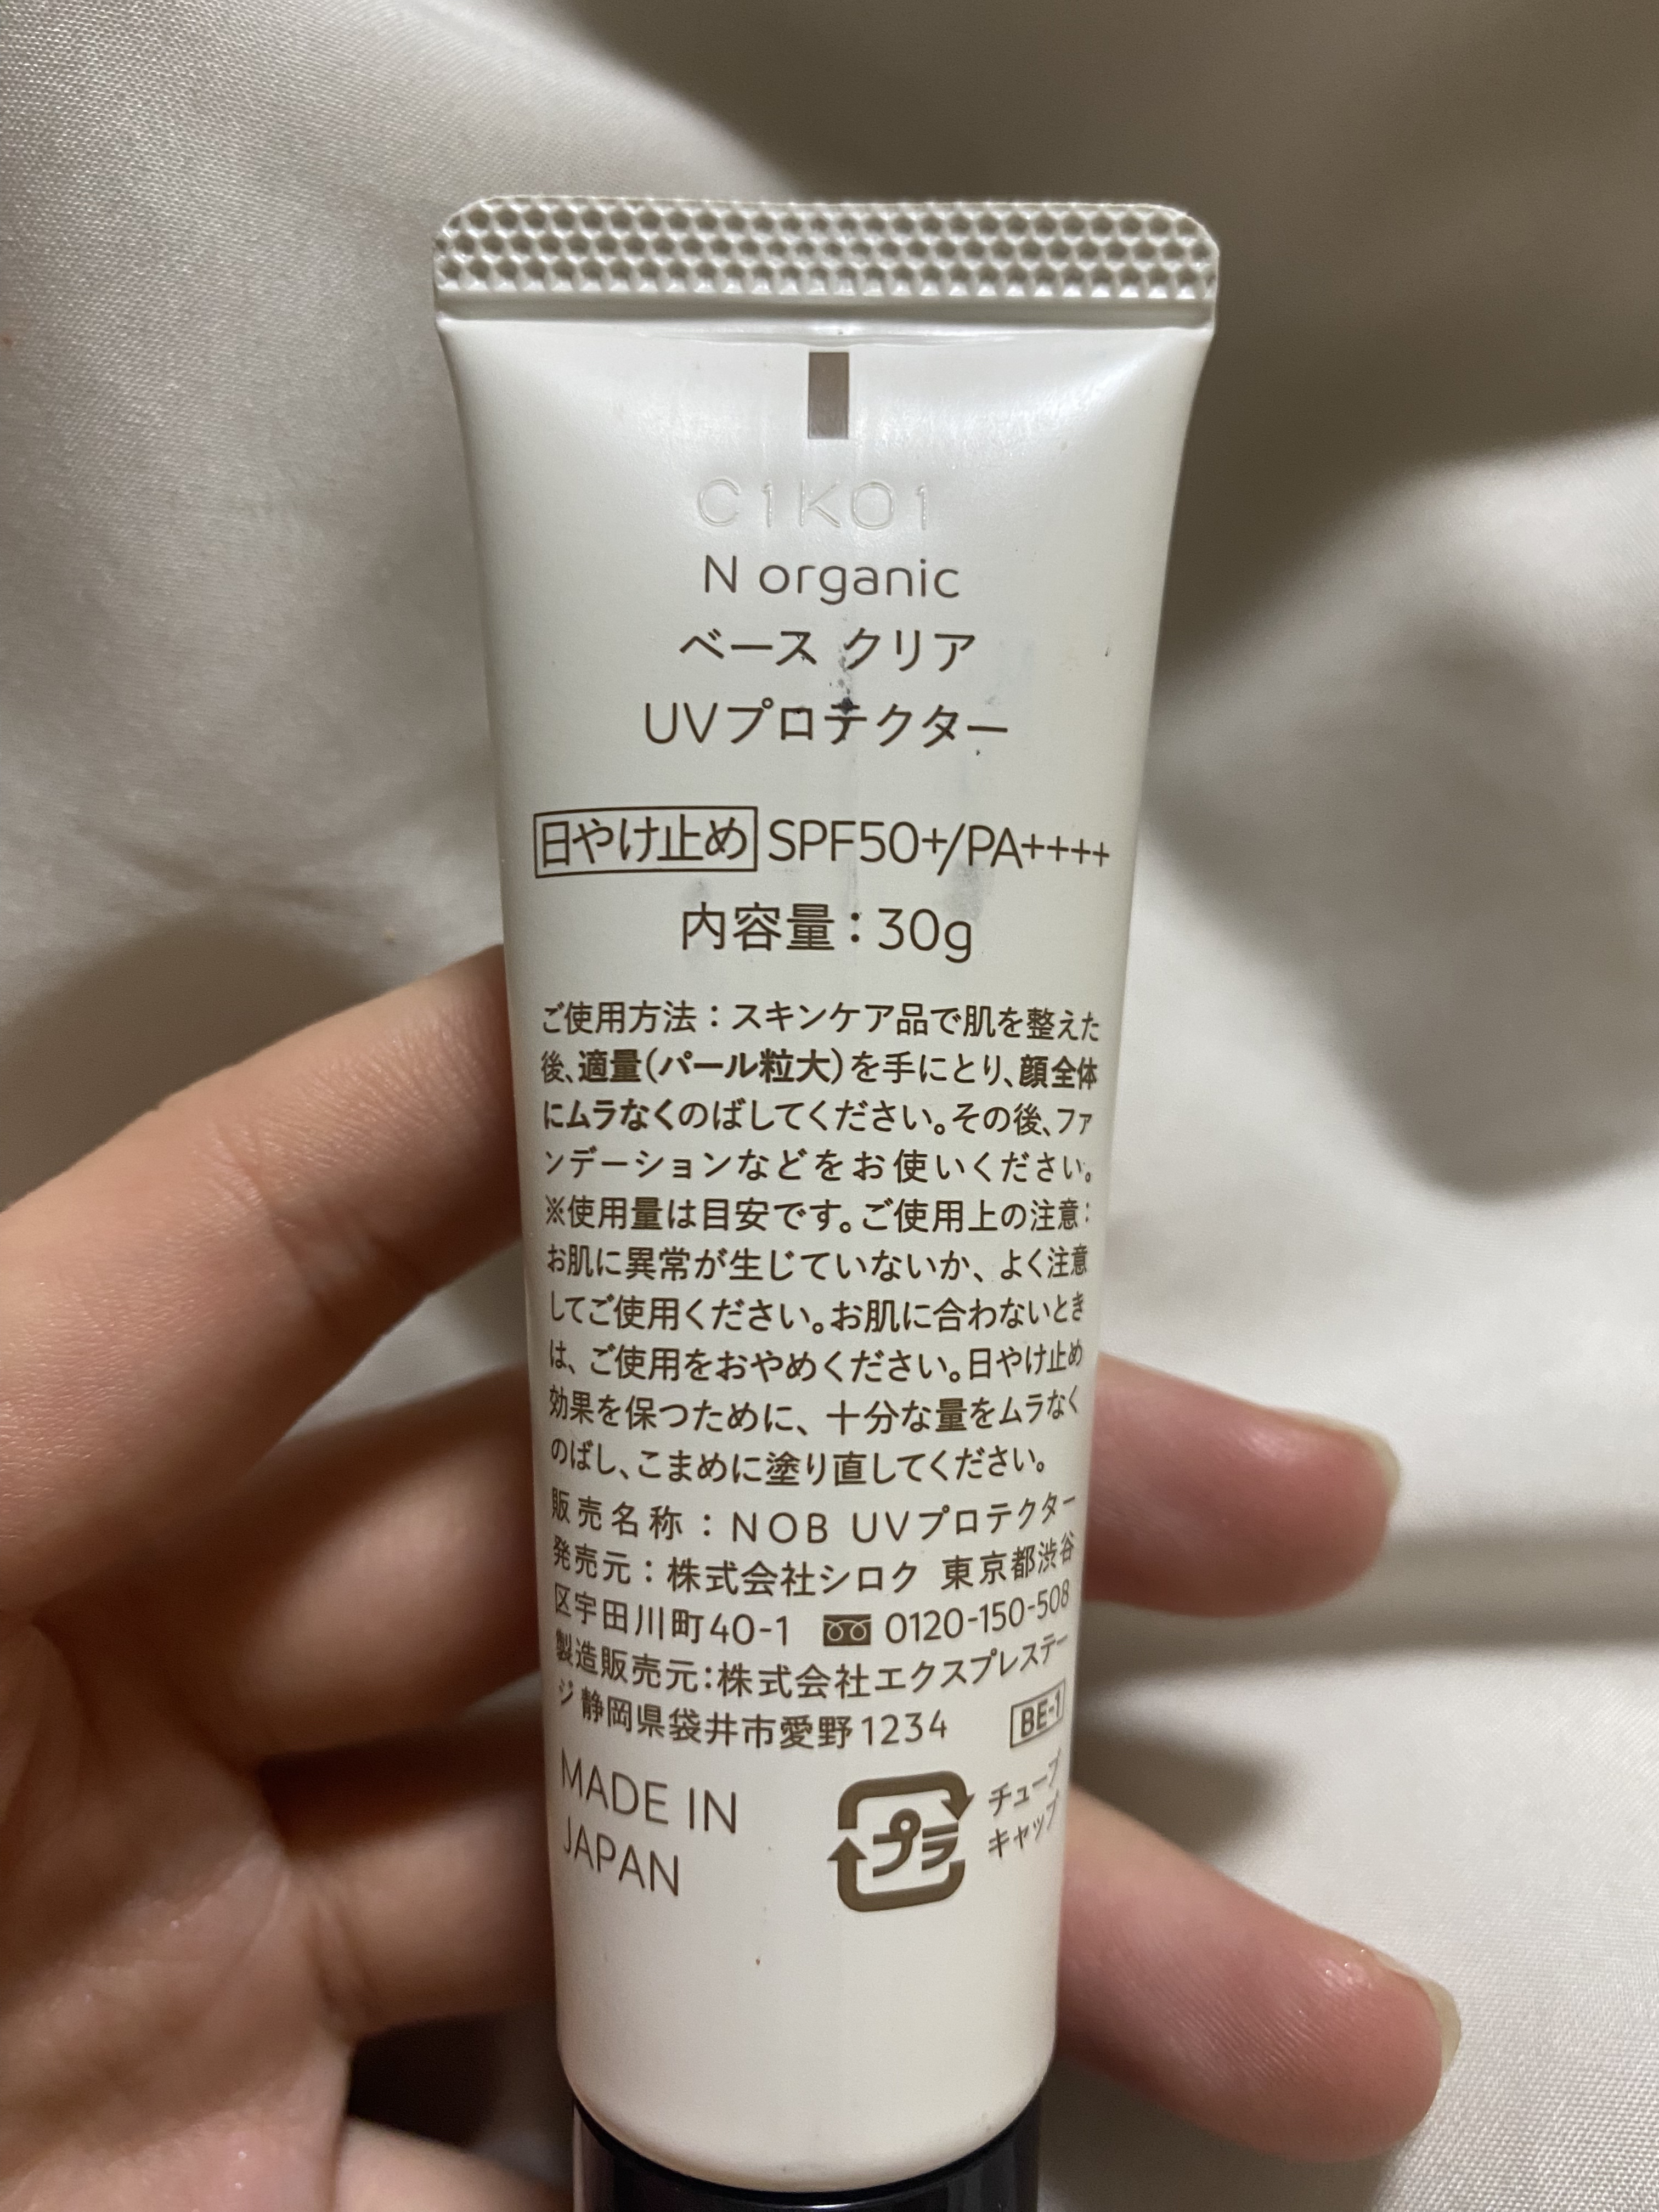 C1K01
N organic
ベース クリア
UVプロテクター
日やけ止め SPF50+/PA++++
内容量：30g
ご使用方法：スキンケア品で肌を整えた
後、適量（パール粒大）を手にとり、顔全体
にムラなくのばしてください。その後、ファ
ンデーションなどをお使いください。
※使用量は目安です。ご使用上の注意：
お肌に異常が生じていないか、よく注意
してご使用ください。お肌に合わないとき
は、ご使用をおやめください。日やけ止め
効果を保つために、十分な量をムラなく
のばし、こまめに塗り直してください。
販売名称：NOB UVプロテクター
発売元：株式会社シロク 東京都渋谷
区宇田川町40-1 0120-150-508
製造販売元：株式会社エクスプレステー
ジ 静岡県袋井市愛野1234 BE-1
MADE IN
JAPAN
プラ
チューブ
キャップ